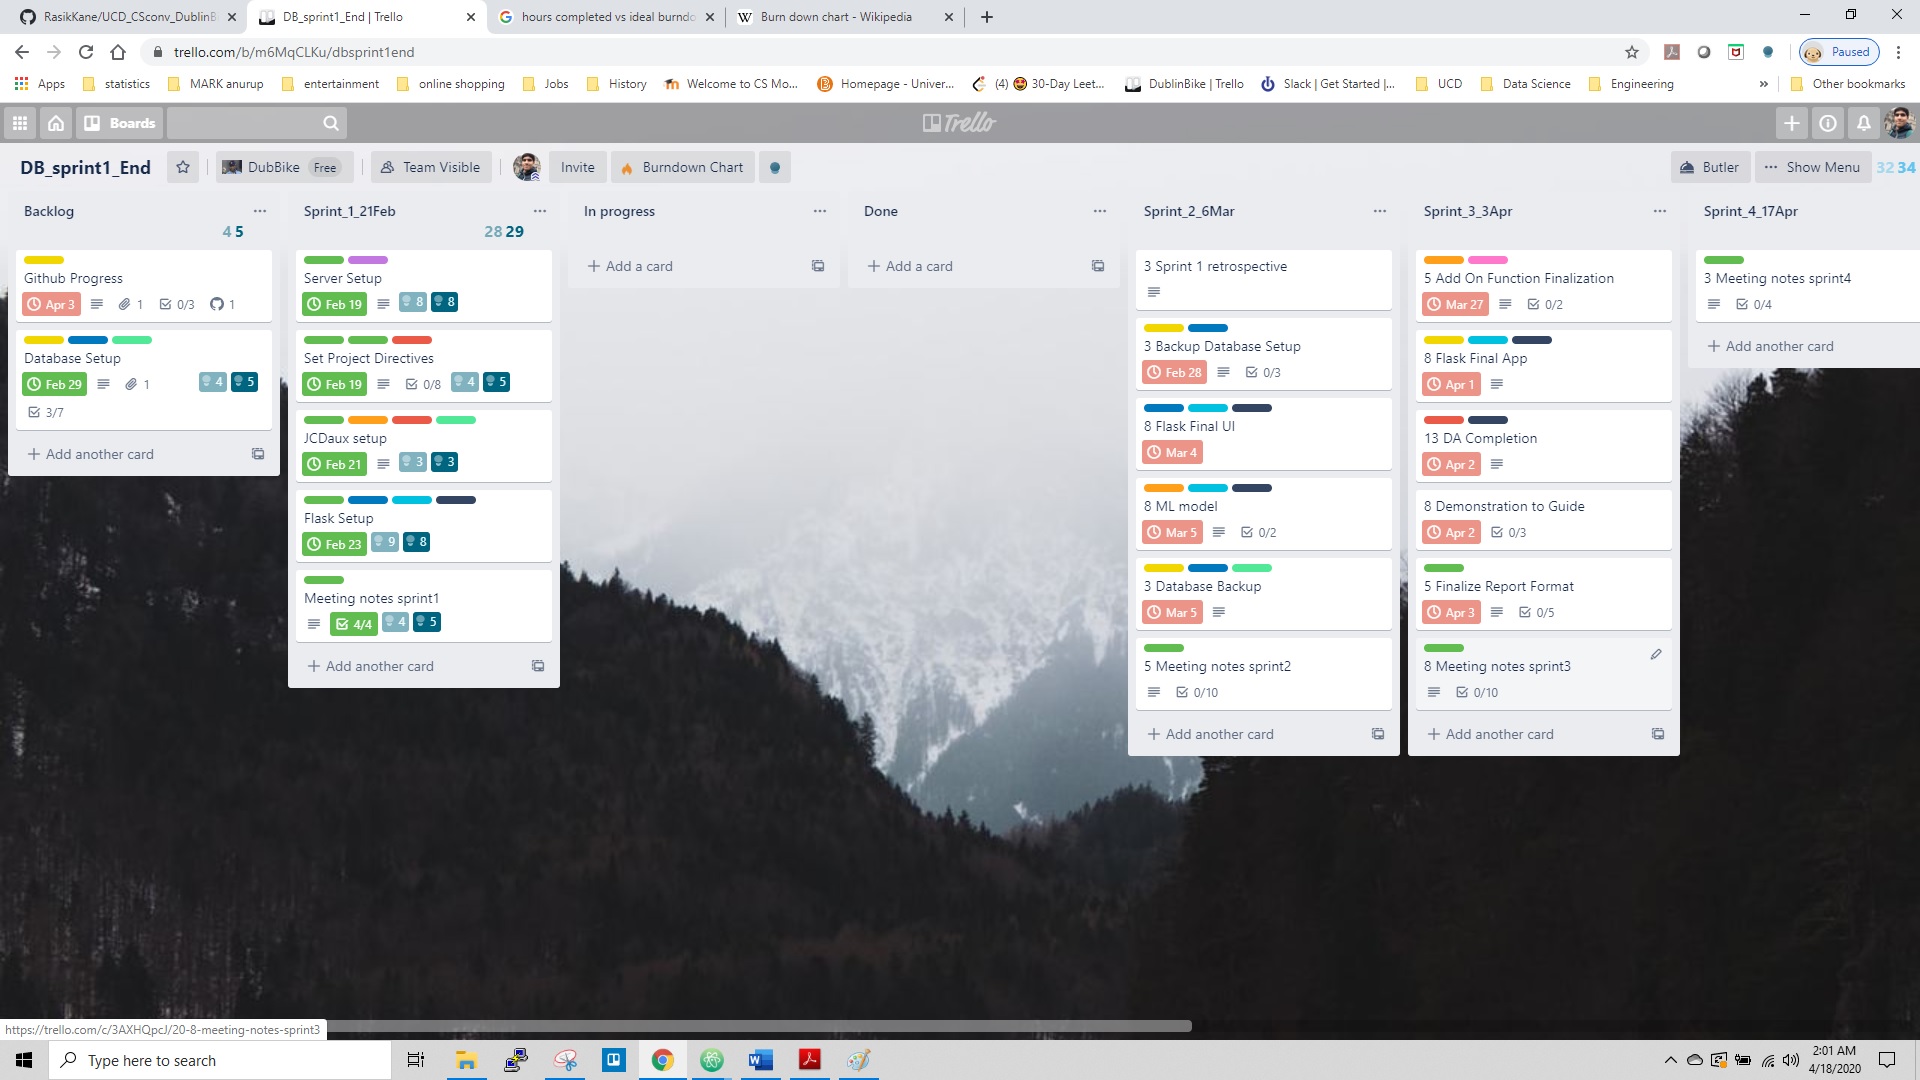 RasikKane/UCD_CSconv_DublinB
DB_sprint1_End | Trello
hours completed vs ideal burndo
Burn down chart - Wikipedia
trello.com/b/m6MqCLKu/dbsprint1end
Paused
Apps
statistics
MARK anurup
entertainment
online shopping
Jobs
History
Welcome to CS Mo...
Homepage - Univer...
(4) 30-Day Leet...
DublinBike | Trello
Slack | Get Started |...
UCD
Data Science
Engineering
»
Other bookmarks
Boards
Trello
DB_sprint1_End
DubBike Free
Team Visible
Invite
Burndown Chart
Butler
Show Menu
32 34
Backlog
4 5
Github Progress
Apr 3 1 0/3 1
Database Setup
Feb 29 1 4 5
3/7
+ Add another card
Sprint_1_21Feb
28 29
Server Setup
Feb 19 8 8
Set Project Directives
Feb 19 0/8 4 5
JCDaux setup
Feb 21 3 3
Flask Setup
Feb 23 9 8
Meeting notes sprint1
4/4 4 5
+ Add another card
In progress
+ Add a card
Done
+ Add a card
Sprint_2_6Mar
3 Sprint 1 retrospective
3 Backup Database Setup
Feb 28 0/3
8 Flask Final UI
Mar 4
8 ML model
Mar 5 0/2
3 Database Backup
Mar 5
5 Meeting notes sprint2
0/10
+ Add another card
Sprint_3_3Apr
5 Add On Function Finalization
Mar 27 0/2
8 Flask Final App
Apr 1
13 DA Completion
Apr 2
8 Demonstration to Guide
Apr 2 0/3
5 Finalize Report Format
Apr 3 0/5
8 Meeting notes sprint3
0/10
+ Add another card
Sprint_4_17Apr
3 Meeting notes sprint4
0/4
+ Add another card
https://trello.com/c/3AXHQpcJ/20-8-meeting-notes-sprint3
Type here to search
2:01 AM
4/18/2020